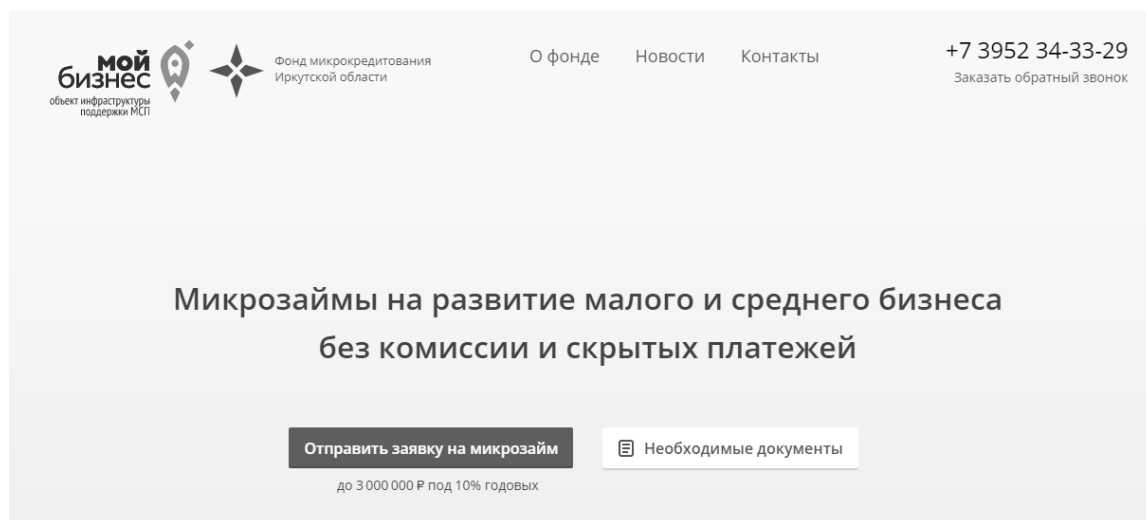 мой
бизнес
объект инфраструктуры
поддержки МСП
Фонд микрокредитования
Иркутской области
О фонде
Новости
Контакты
+7 3952 34-33-29
Заказать обратный звонок
Микрозаймы на развитие малого и среднего бизнеса
без комиссии и скрытых платежей
Отправить заявку на микрозайм
Необходимые документы
до 3 000 000 ₽ под 10% годовых